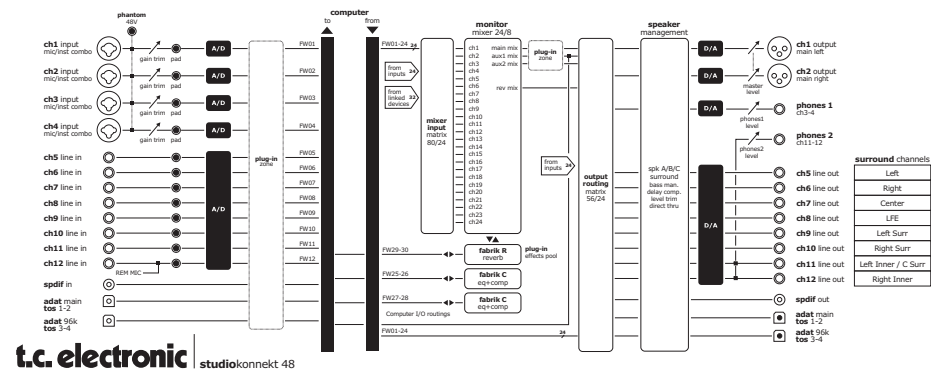 phantom
48V
ch1 input
mic/inst combo
ch2 input
mic/inst combo
ch3 input
mic/inst combo
ch4 input
mic/inst combo
gain trim pad
gain trim pad
gain trim pad
gain trim pad
A/D
A/D
A/D
A/D
ch5 line in
ch6 line in
ch7 line in
ch8 line in
ch9 line in
ch10 line in
ch11 line in
ch12 line in
REM MIC
spdif in
adat main
tos 1-2
adat 96k
tos 3-4
A/D
plug-in
zone
FW01
FW02
FW03
FW04
FW05
FW06
FW07
FW08
FW09
FW10
FW11
FW12
computer
to from
FW01-24 24
from
inputs 24
from
linked
devices 32
mixer
input
matrix
80/24
monitor
mixer 24/8
ch1
ch2
ch3
ch4
ch5
ch6
ch7
ch8
ch9
ch10
ch11
ch12
ch13
ch14
ch15
ch16
ch17
ch18
ch19
ch20
ch21
ch22
ch23
ch24
main mix
aux1 mix
aux2 mix
rev mix
plug-in
zone
from
inputs 24
FW29-30
fabrik R
reverb
plug-in
effects pool
FW25-26
fabrik C
eq+comp
FW27-28
fabrik C
eq+comp
Computer I/O routings
FW01-24
24
output
routing
matrix
56/24
speaker
management
spk A/B/C
surround
bass man.
delay comp.
level trim
direct thru
D/A
D/A
D/A
D/A
master
level
phones1
level
phones2
level
ch1 output
main left
ch2 output
main right
phones 1
ch3-4
phones 2
ch11-12
ch5 line out
ch6 line out
ch7 line out
ch8 line out
ch9 line out
ch10 line out
ch11 line out
ch12 line out
spdif out
adat main
tos 1-2
adat 96k
tos 3-4
surround channels
Left
Right
Center
LFE
Left Surr
Right Surr
Left Inner / C Surr
Right Inner
t.c. electronic
studiokonnekt 48